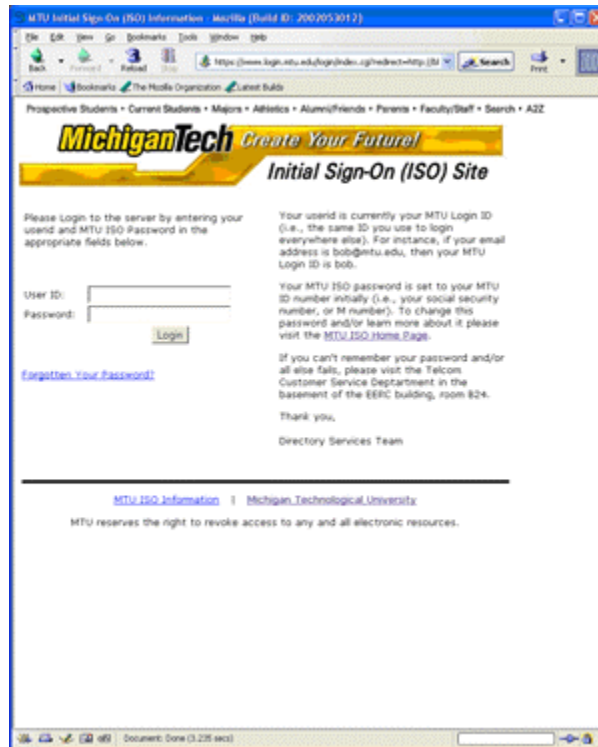 MTU Initial Sign-On (ISO) Information - Mozilla {Build ID: 2002053012}
File Edit View Go Bookmarks Tools Window Help
Back Forward Reload Stop Search Print
Home Bookmarks The Mozilla Organization Latest Builds
Prospective Students • Current Students • Majors • Athletics • Alumni/Friends • Parents • Faculty/Staff • Search • A2Z
MichiganTech Create Your Future!
Initial Sign-On (ISO) Site
Please Login to the server by entering your
userid and MTU ISO Password in the
appropriate fields below.
User ID:
Password:
Login
Forgotten Your Password?
Your userid is currently your MTU Login ID
(i.e., the same ID you use to login
everywhere else). For instance, if your email
address is bob@mtu.edu, then your MTU
Login ID is bob.
Your MTU ISO password is set to your MTU
ID number initially (i.e., your social security
number, or M number). To change this
password and/or learn more about it please
visit the MTU ISO Home Page.
If you can't remember your password and/or
all else fails, please visit the Telcom
Customer Service Deptartment in the
basement of the EERC building, room B24.
Thank you,
Directory Services Team
MTU ISO Information | Michigan Technological University
MTU reserves the right to revoke access to any and all electronic resources.
Document: Done (3.235 secs)